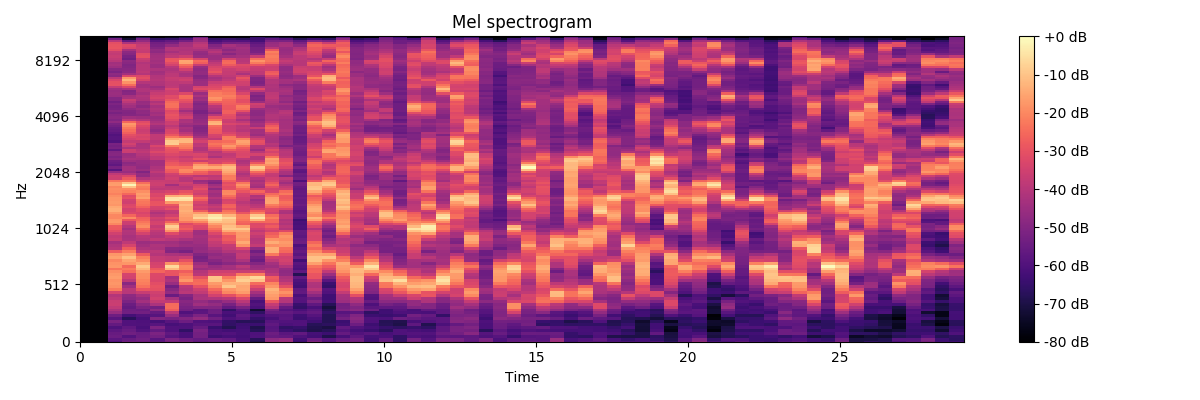 Mel spectrogram
+0 dB
8192
-10 dB
4096
-20 dB
-30 dB
Hz
2048
-40 dB
1024
-50 dB
-60 dB
512
-70 dB
0
-80 dB
0 5 10 15 20 25
Time